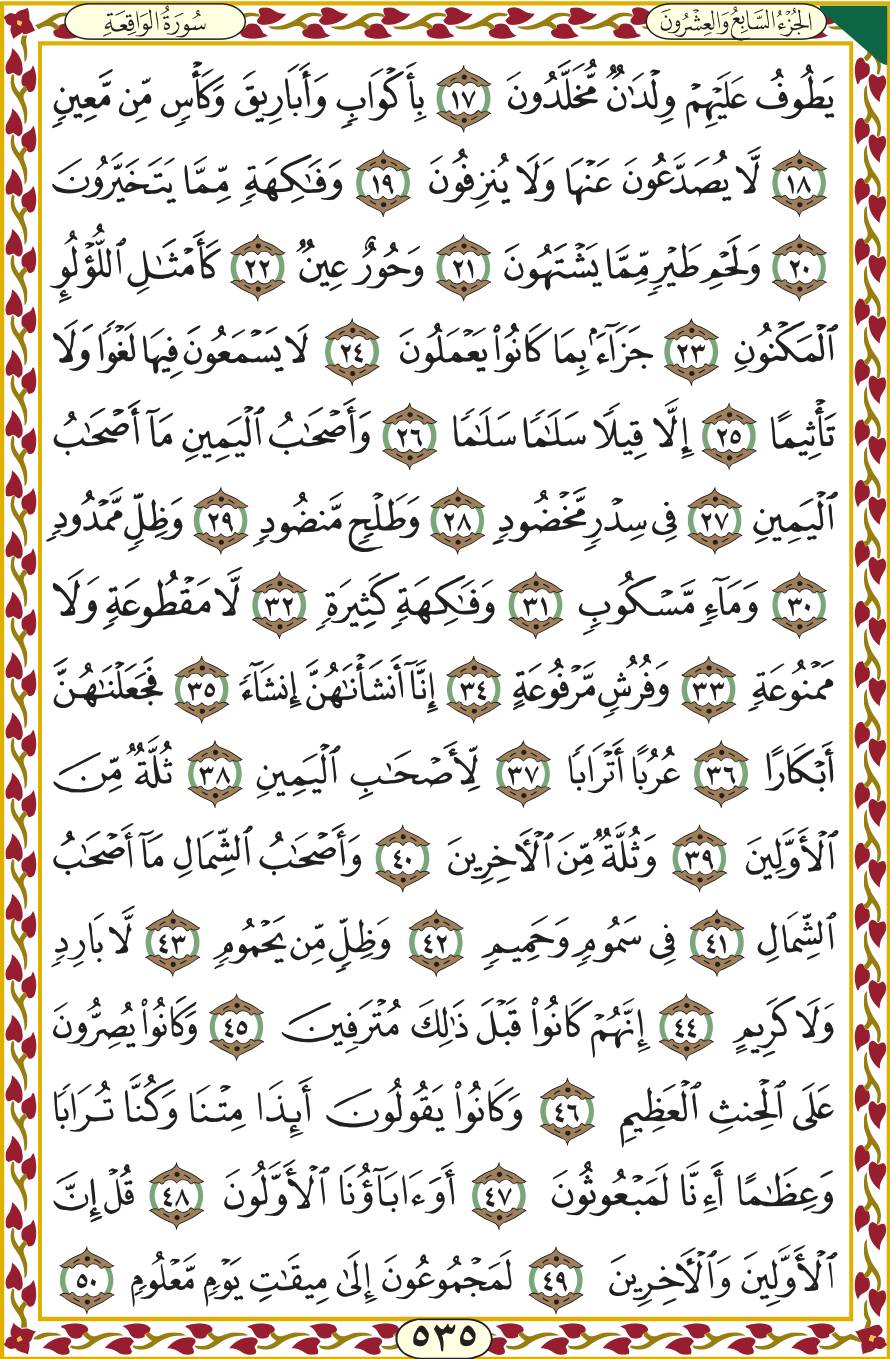 الجُزْءُ السَّابِعُ وَالعِشْرُونَ
سُورَةُ الوَاقِعَةِ
يَطُوفُ عَلَيْهِمْ وِلْدَٰنٌ مُّخَلَّدُونَ ١٧ بِأَكْوَابٍ وَأَبَارِيقَ وَكَأْسٍ مِّن مَّعِينٍ
١٨ لَّا يُصَدَّعُونَ عَنْهَا وَلَا يُنزِفُونَ ١٩ وَفَٰكِهَةٍ مِّمَّا يَتَخَيَّرُونَ
٢٠ وَلَحْمِ طَيْرٍ مِّمَّا يَشْتَهُونَ ٢١ وَحُورٌ عِينٌ ٢٢ كَأَمْثَٰلِ ٱللُّؤْلُؤِ
ٱلْمَكْنُونِ ٢٣ جَزَآءًۢ بِمَا كَانُوا۟ يَعْمَلُونَ ٢٤ لَا يَسْمَعُونَ فِيهَا لَغْوًا وَلَا
تَأْثِيمًا ٢٥ إِلَّا قِيلًا سَلَٰمًا سَلَٰمًا ٢٦ وَأَصْحَٰبُ ٱلْيَمِينِ مَآ أَصْحَٰبُ
ٱلْيَمِينِ ٢٧ فِى سِدْرٍ مَّخْضُودٍ ٢٨ وَطَلْحٍ مَّنضُودٍ ٢٩ وَظِلٍّ مَّمْدُودٍ
٣٠ وَمَآءٍ مَّسْكُوبٍ ٣١ وَفَٰكِهَةٍ كَثِيرَةٍ ٣٢ لَّا مَقْطُوعَةٍ وَلَا
مَمْنُوعَةٍ ٣٣ وَفُرُشٍ مَّرْفُوعَةٍ ٣٤ إِنَّآ أَنشَأْنَٰهُنَّ إِنشَآءً ٣٥ فَجَعَلْنَٰهُنَّ
أَبْكَارًا ٣٦ عُرُبًا أَتْرَابًا ٣٧ لِّأَصْحَٰبِ ٱلْيَمِينِ ٣٨ ثُلَّةٌ مِّنَ
ٱلْأَوَّلِينَ ٣٩ وَثُلَّةٌ مِّنَ ٱلْءَاخِرِينَ ٤٠ وَأَصْحَٰبُ ٱلشِّمَالِ مَآ أَصْحَٰبُ
ٱلشِّمَالِ ٤١ فِى سَمُومٍ وَحَمِيمٍ ٤٢ وَظِلٍّ مِّن يَحْمُومٍ ٤٣ لَّا بَارِدٍ
وَلَا كَرِيمٍ ٤٤ إِنَّهُمْ كَانُوا۟ قَبْلَ ذَٰلِكَ مُتْرَفِينَ ٤٥ وَكَانُوا۟ يُصِرُّونَ
عَلَى ٱلْحِنثِ ٱلْعَظِيمِ ٤٦ وَكَانُوا۟ يَقُولُونَ أَئِذَا مِتْنَا وَكُنَّا تُرَابًا
وَعِظَٰمًا أَءِنَّا لَمَبْعُوثُونَ ٤٧ أَوَءَابَآؤُنَا ٱلْأَوَّلُونَ ٤٨ قُلْ إِنَّ
ٱلْأَوَّلِينَ وَٱلْءَاخِرِينَ ٤٩ لَمَجْمُوعُونَ إِلَىٰ مِيقَٰتِ يَوْمٍ مَّعْلُومٍ ٥٠
٥٣٥